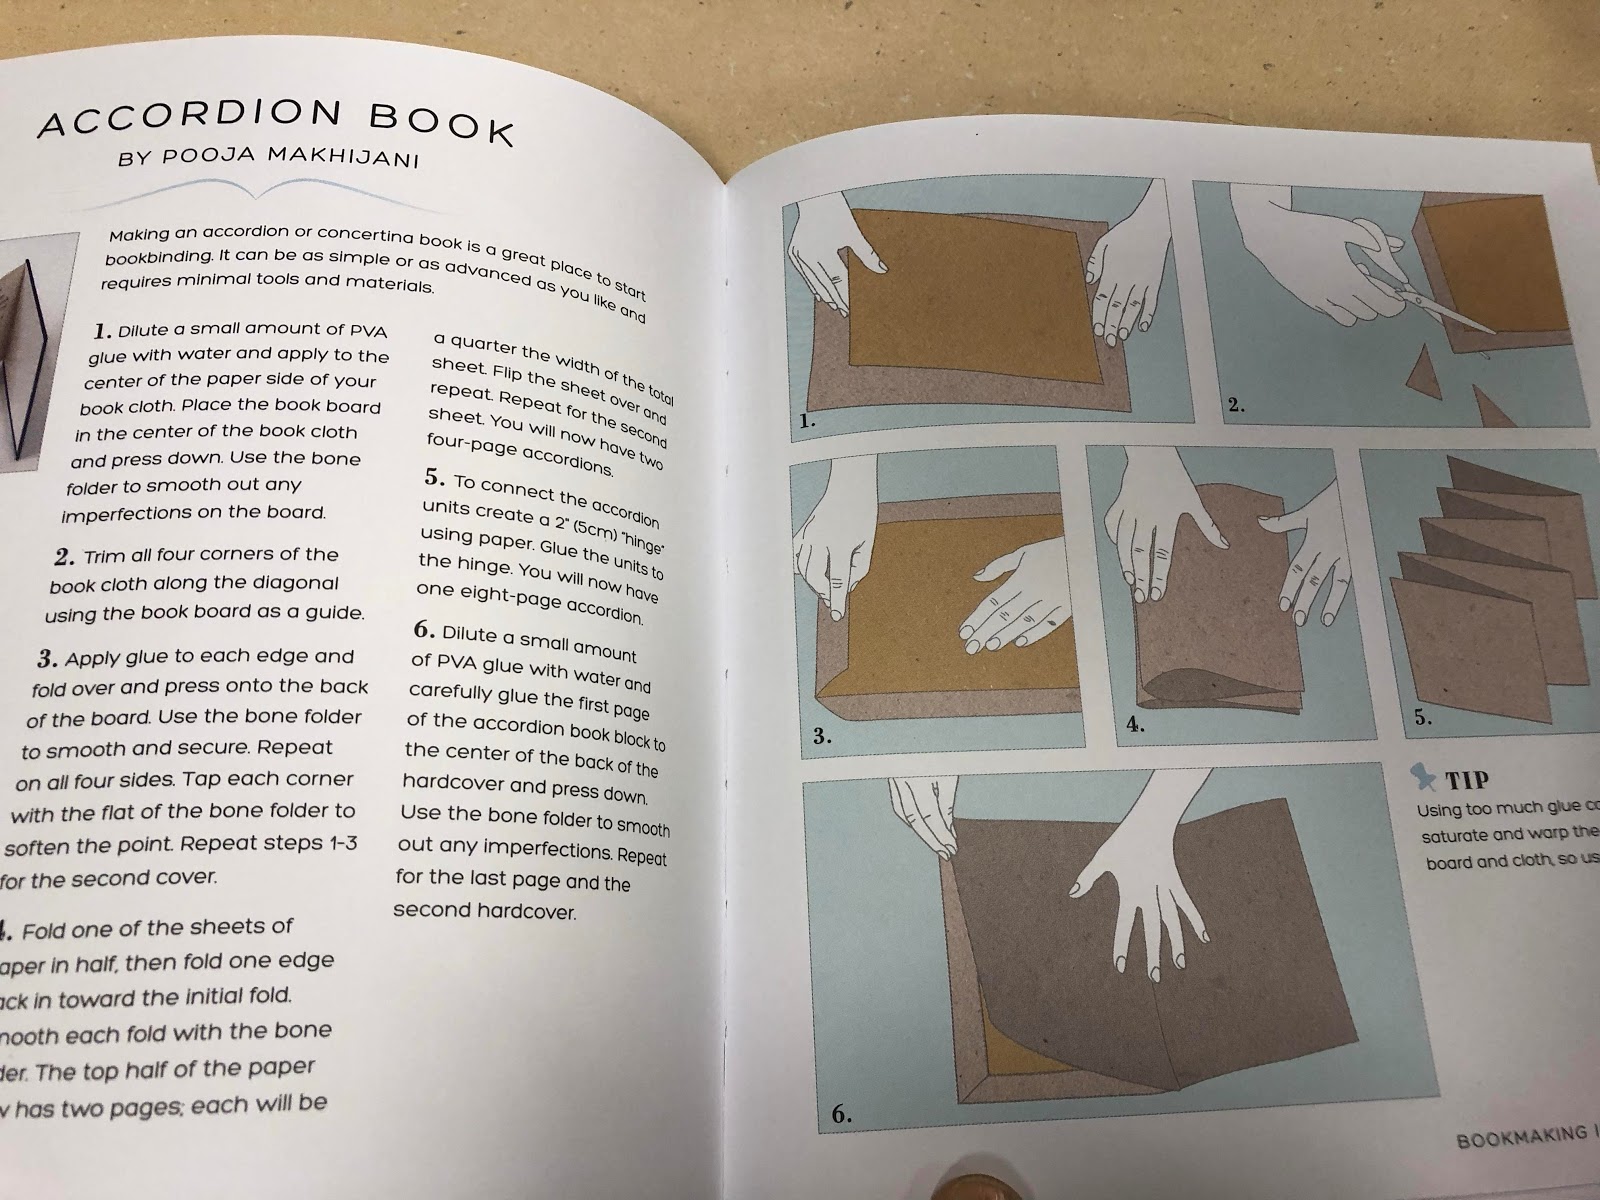 ACCORDION BOOK
BY POOJA MAKHIJANI
Making an accordion or concertina book is a great place to start
bookbinding. It can be as simple or as advanced as you like and
requires minimal tools and materials.
1. Dilute a small amount of PVA
glue with water and apply to the
center of the paper side of your
book cloth. Place the book board
in the center of the book cloth
and press down. Use the bone
folder to smooth out any
imperfections on the board.
2. Trim all four corners of the
book cloth along the diagonal
using the book board as a guide.
3. Apply glue to each edge and
fold over and press onto the back
of the board. Use the bone folder
to smooth and secure. Repeat
on all four sides. Tap each corner
with the flat of the bone folder to
soften the point. Repeat steps 1-3
for the second cover.
4. Fold one of the sheets of
aper in half, then fold one edge
ack in toward the initial fold.
mooth each fold with the bone
der. The top half of the paper
has two pages; each will be
a quarter the width of the total
sheet. Flip the sheet over and
repeat. Repeat for the second
sheet. You will now have two
four-page accordions.
5. To connect the accordion
units create a 2" (5cm) "hinge"
using paper. Glue the units to
the hinge. You will now have
one eight-page accordion.
6. Dilute a small amount
of PVA glue with water and
carefully glue the first page
of the accordion book block to
the center of the back of the
hardcover and press down.
Use the bone folder to smooth
out any imperfections. Repeat
for the last page and the
second hardcover.
1.
2.
3.
4.
5.
6.
TIP
Using too much glue
saturate and warp the
board and cloth, so us
BOOKMAKING